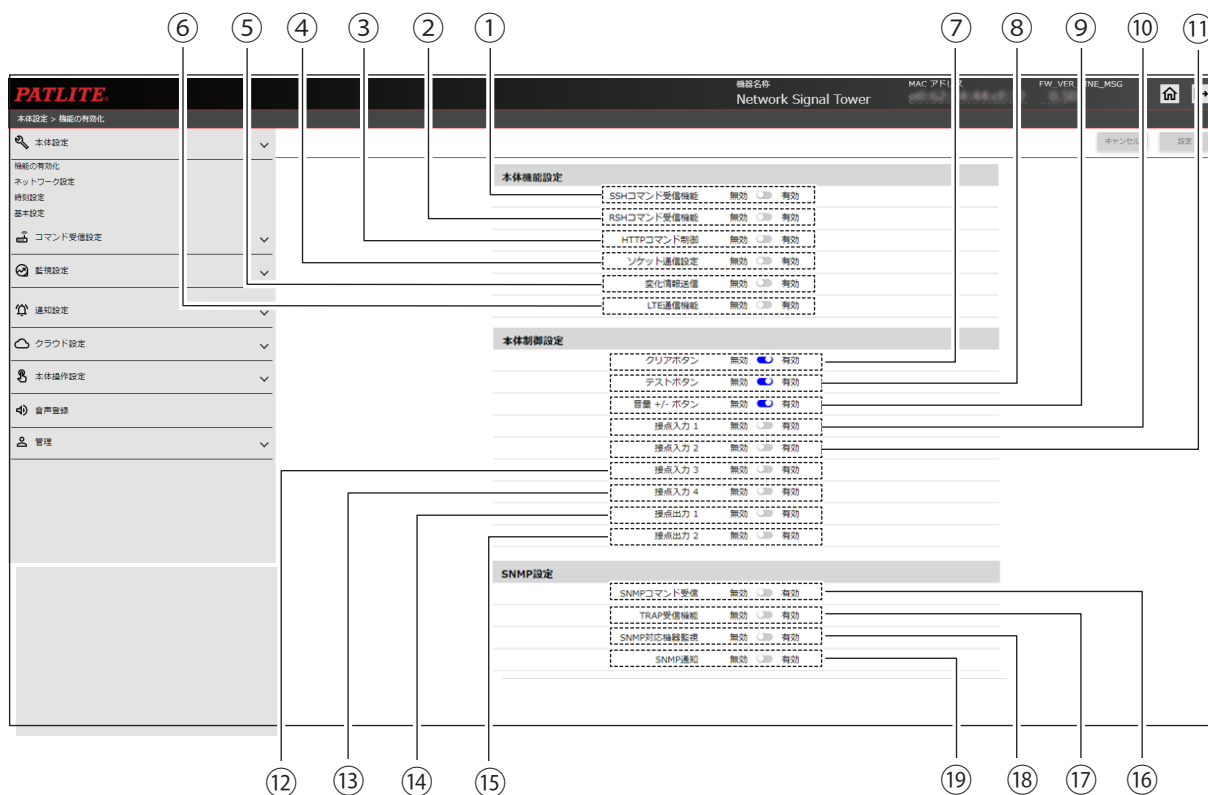 ⑥ ⑤ ④ ③ ② ① ⑦ ⑧ ⑨ ⑩ ⑪
PATLITE
機器名称
Network Signal Tower
MAC アドレス
FW_VER
NE_MSG
本体設定 > 機能の有効化
本体設定
キャンセル
設定
機能の有効化
ネットワーク設定
時刻設定
基本設定
コマンド受信設定
監視設定
通知設定
クラウド設定
本体操作設定
音声登録
管理
本体機能設定
SSHコマンド受信機能 無効 有効
RSHコマンド受信機能 無効 有効
HTTPコマンド制御 無効 有効
ソケット通信設定 無効 有効
変化情報送信 無効 有効
LTE通信機能 無効 有効
本体制御設定
クリアボタン 無効 有効
テストボタン 無効 有効
音量 +/- ボタン 無効 有効
接点入力 1 無効 有効
接点入力 2 無効 有効
接点入力 3 無効 有効
接点入力 4 無効 有効
接点出力 1 無効 有効
接点出力 2 無効 有効
SNMP設定
SNMPコマンド受信 無効 有効
TRAP受信機能 無効 有効
SNMP対応機器監視 無効 有効
SNMP通知 無効 有効
⑫ ⑬ ⑭ ⑮ ⑲ ⑱ ⑰ ⑯